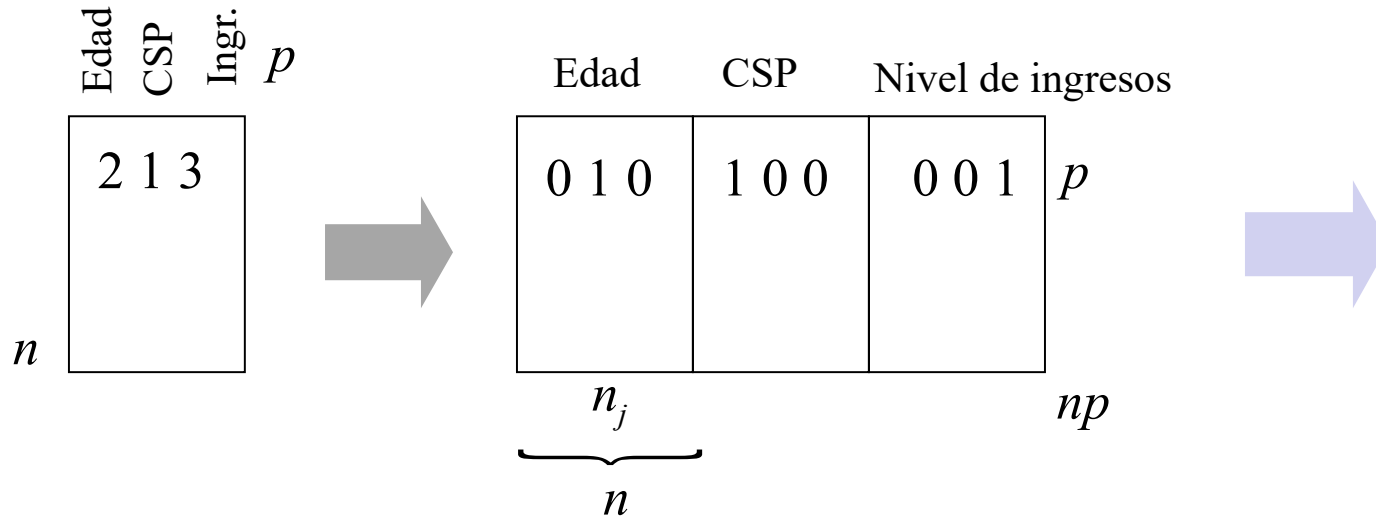 Edad CSP Ingr. p
2 1 3
n
Edad CSP Nivel de ingresos
0 1 0 1 0 0 0 0 1 p
n_j np
n